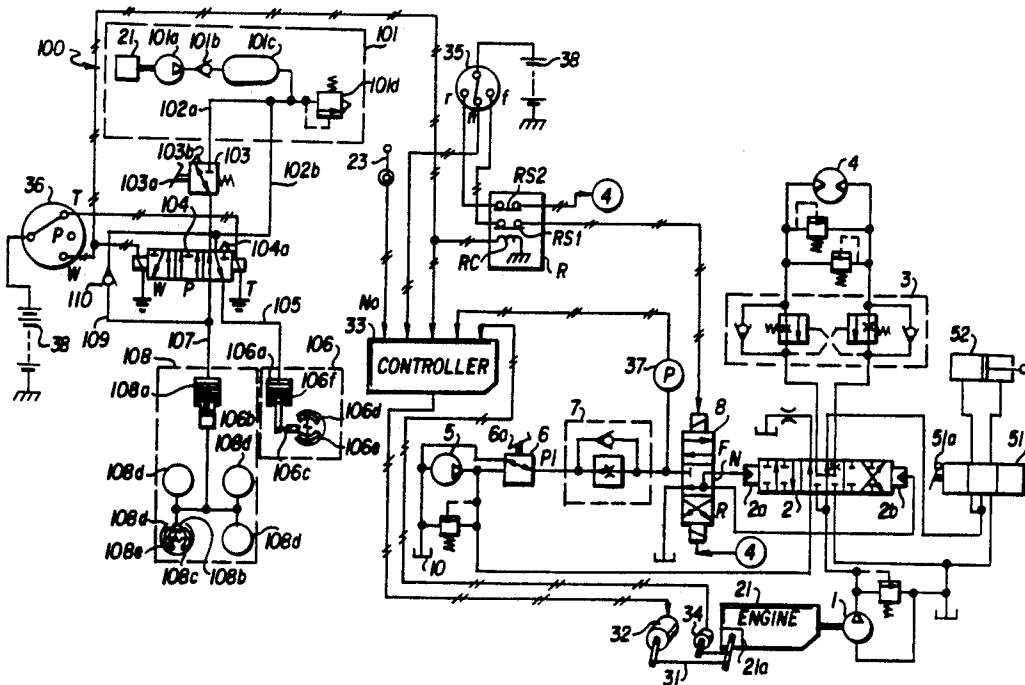 100
21
101a
101b
101c
101
101d
102a
103b
103
103a
102b
36
T
P
W
104
104a
110
W
P
T
38
109
107
105
108
108a
106a
106
106f
106b
106d
106e
106c
108d
108d
108d
108e
108c
108b
108d
35
r
n
f
38
23
RS2
RS1
RC
R
4
No
33
CONTROLLER
37
P
5
6a
6
P1
7
8
F
N
R
4
10
2a
2
2b
4
3
52
51a
51
32
34
21
ENGINE
21a
31
1